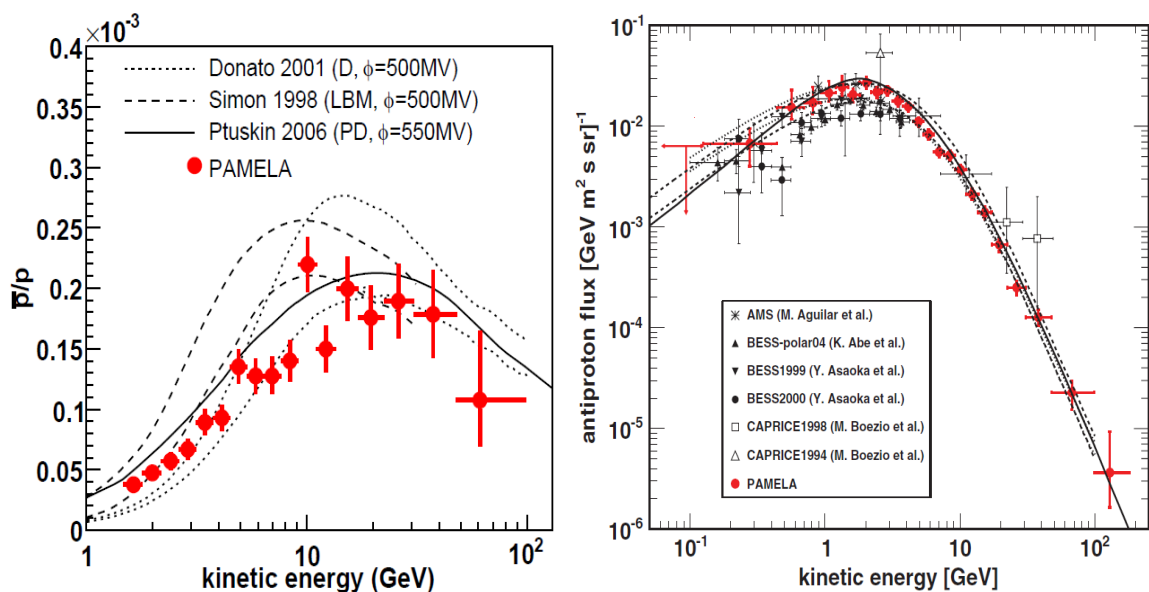 ×10⁻³
0.4
0.35
0.3
0.25
0.2
0.15
0.1
0.05
0
p̅/p
Donato 2001 (D, ϕ=500MV)
Simon 1998 (LBM, ϕ=500MV)
Ptuskin 2006 (PD, ϕ=550MV)
PAMELA
1
10
10²
kinetic energy (GeV)
antiproton flux [GeV m² s sr]⁻¹
10⁻¹
10⁻²
10⁻³
10⁻⁴
10⁻⁵
10⁻⁶
AMS (M. Aguilar et al.)
BESS-polar04 (K. Abe et al.)
BESS1999 (Y. Asaoka et al.)
BESS2000 (Y. Asaoka et al.)
CAPRICE1998 (M. Boezio et al.)
CAPRICE1994 (M. Boezio et al.)
PAMELA
10⁻¹
1
10
10²
kinetic energy [GeV]